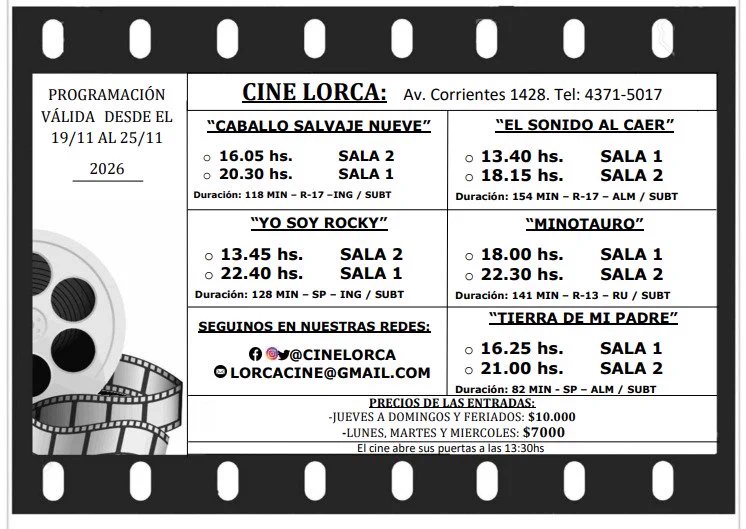 PROGRAMACIÓN
VÁLIDA DESDE EL
19/11 AL 25/11
2026
CINE LORCA: Av. Corrientes 1428. Tel: 4371-5017
“CABALLO SALVAJE NUEVE”
○ 16.05 hs. SALA 2
○ 20.30 hs. SALA 1
Duración: 118 MIN – R-17 –ING / SUBT
“EL SONIDO AL CAER”
○ 13.40 hs. SALA 1
○ 18.15 hs. SALA 2
Duración: 154 MIN – R-17 – ALM / SUBT
“YO SOY ROCKY”
○ 13.45 hs. SALA 2
○ 22.40 hs. SALA 1
Duración: 128 MIN – SP – ING / SUBT
“MINOTAURO”
○ 18.00 hs. SALA 1
○ 22.30 hs. SALA 2
Duración: 141 MIN – R-13 – RU / SUBT
SEGUINOS EN NUESTRAS REDES:
@CINELORCA
LORCACINE@GMAIL.COM
“TIERRA DE MI PADRE”
○ 16.25 hs. SALA 1
○ 21.00 hs. SALA 2
Duración: 82 MIN - SP – ALM / SUBT
PRECIOS DE LAS ENTRADAS:
-JUEVES A DOMINGOS Y FERIADOS: $10.000
-LUNES, MARTES Y MIERCOLES: $7000
El cine abre sus puertas a las 13:30hs